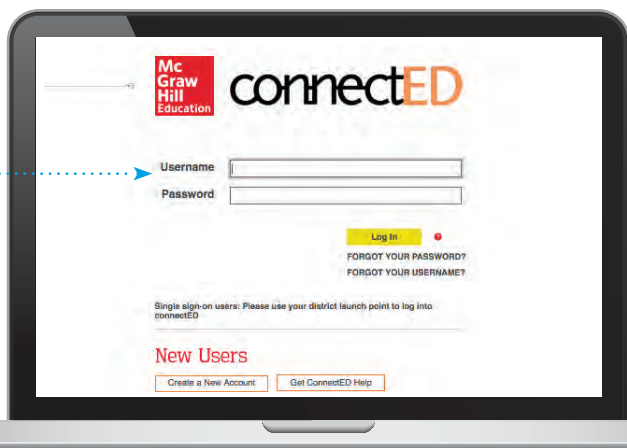 Mc
Graw
Hill
Education
connectED
Username
Password
Log In ?
FORGOT YOUR PASSWORD?
FORGOT YOUR USERNAME?
Single sign-on users: Please use your district launch point to log into
connectED
New Users
Create a New Account Get ConnectED Help